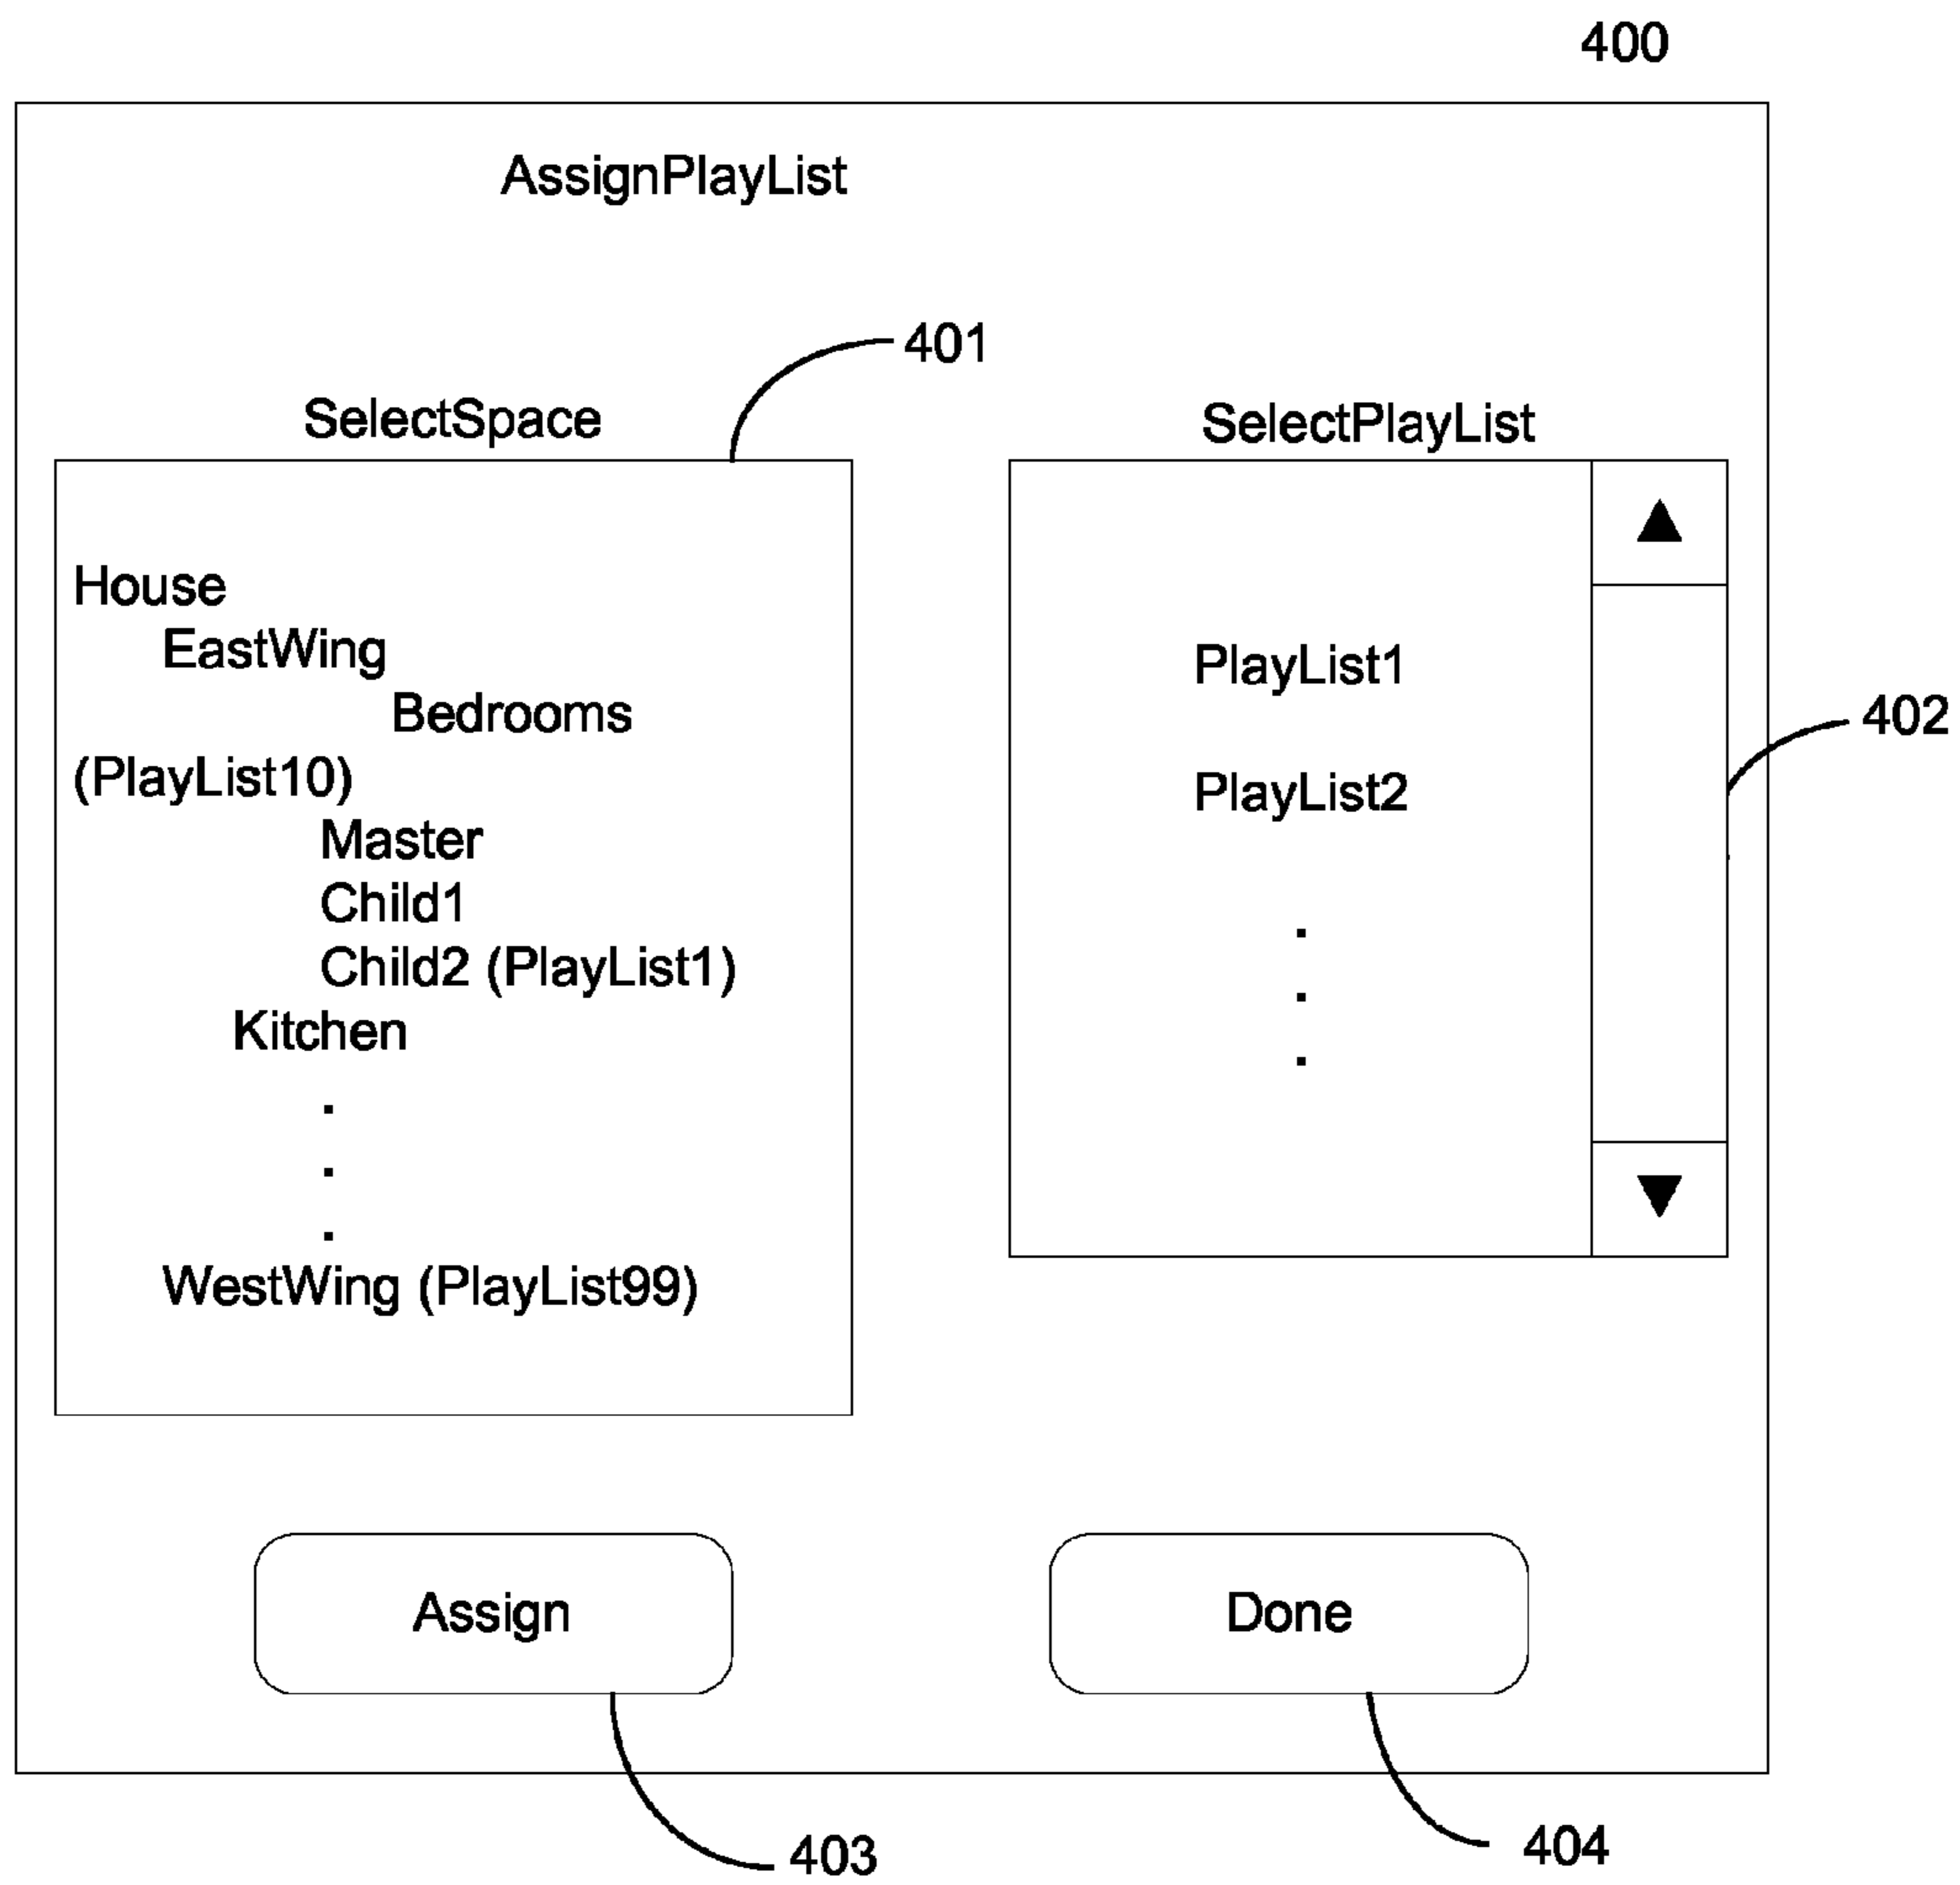 400
AssignPlayList
401
SelectSpace
SelectPlayList
House
EastWing
Bedrooms
(PlayList10)
Master
Child1
Child2 (PlayList1)
Kitchen
.
.
.
WestWing (PlayList99)
PlayList1
PlayList2
.
.
.
402
Assign
Done
403
404